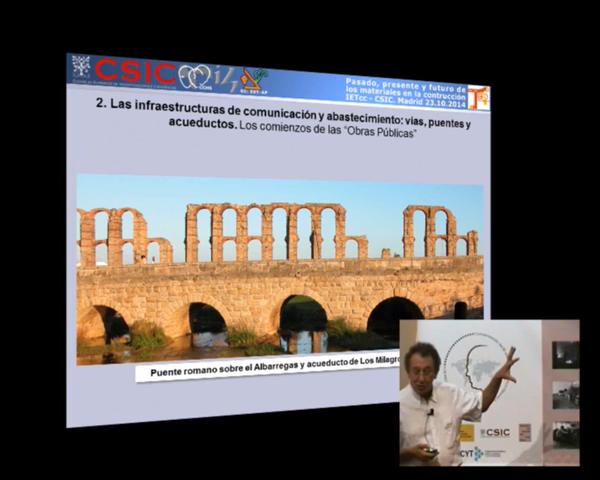 CSIC
Pasado, presente y futuro de
los materiales en la contrucción
IETcc - CSIC. Madrid 23.10.2014
2. Las infraestructuras de comunicación y abastecimiento: vías, puentes y
acueductos. Los comienzos de las "Obras Públicas"
Puente romano sobre el Albarregas y acueducto de Los Milagro
CSIC
CYT